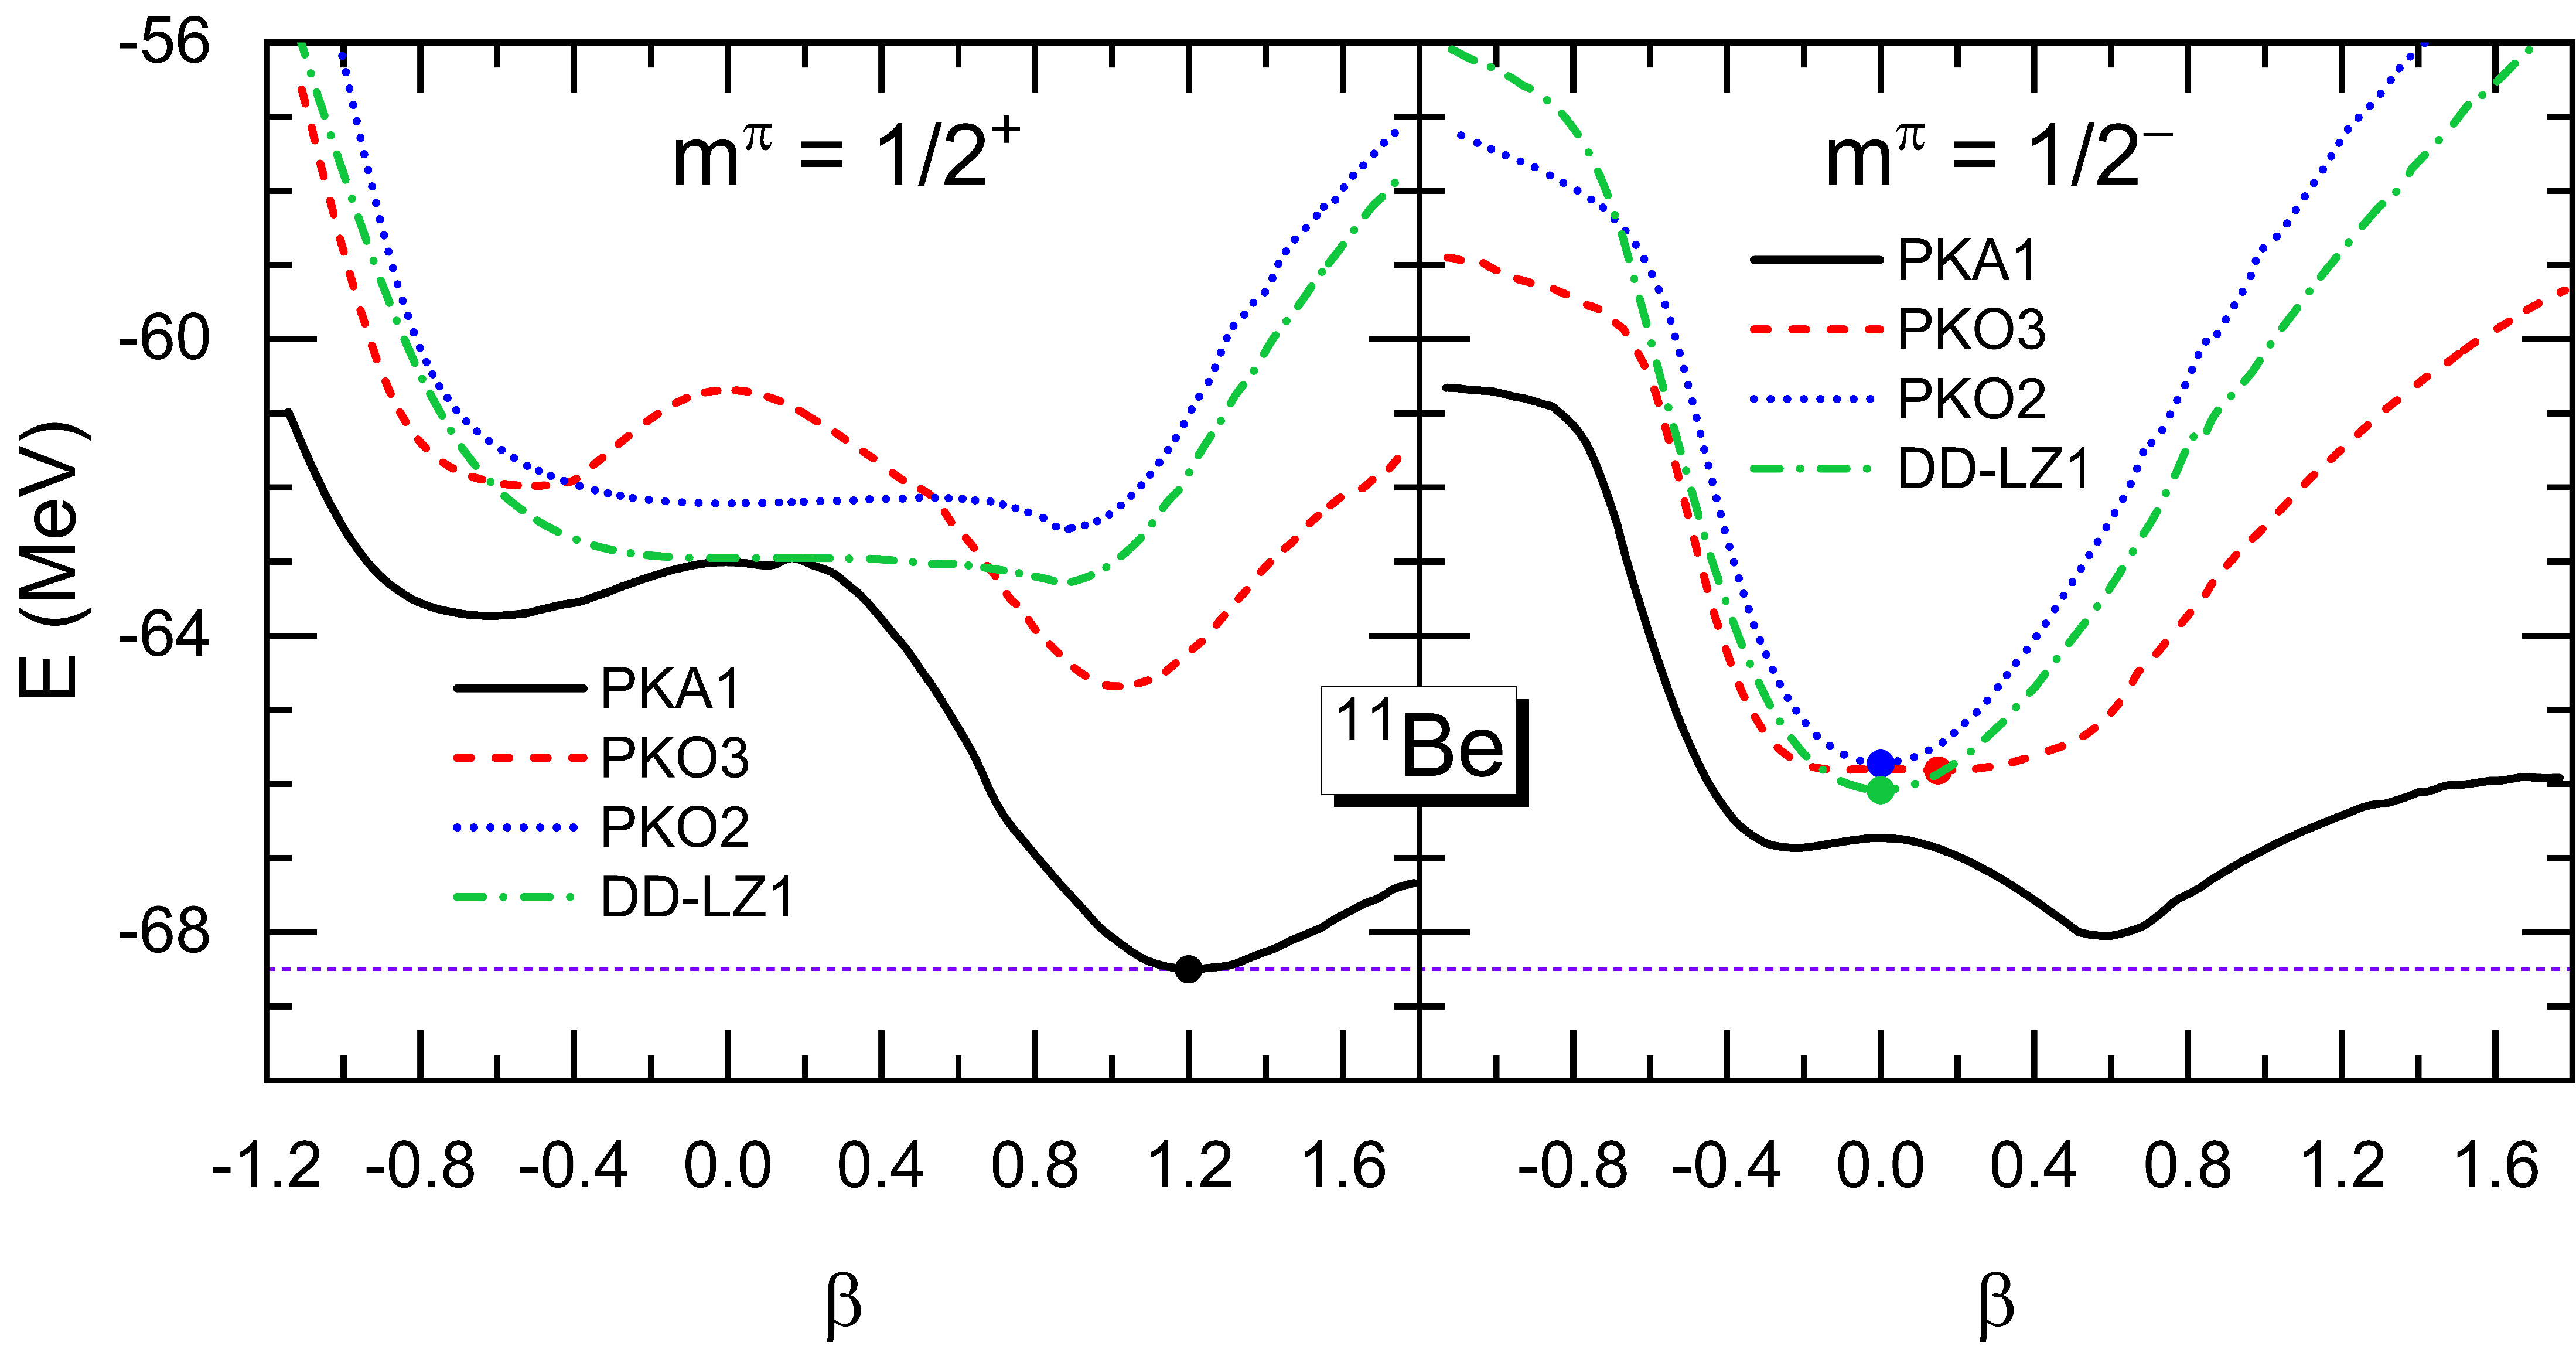 -56
-60
-64
-68
E (MeV)
mπ = 1/2+
PKA1
PKO3
PKO2
DD-LZ1
11Be
mπ = 1/2–
PKA1
PKO3
PKO2
DD-LZ1
-1.2 -0.8 -0.4 0.0 0.4 0.8 1.2 1.6 -0.8 -0.4 0.0 0.4 0.8 1.2 1.6
β β